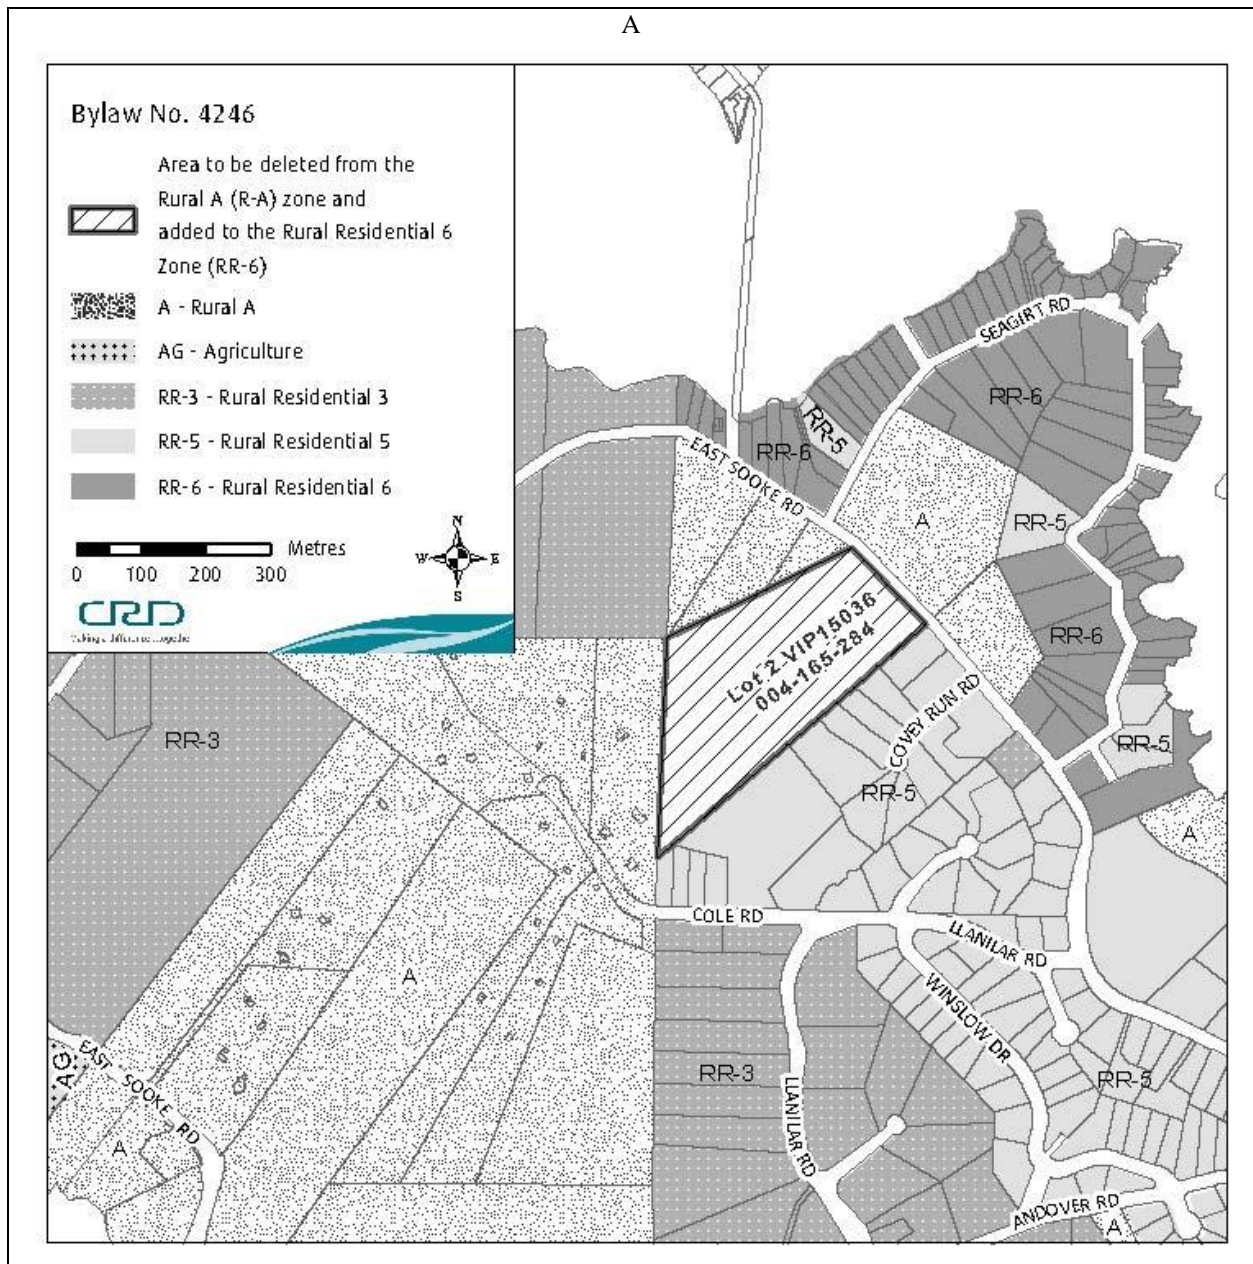 A
Bylaw No. 4246
Area to be deleted from the
Rural A (R-A) zone and
added to the Rural Residential 6
Zone (RR-6)
A - Rural A
AG - Agriculture
RR-3 - Rural Residential 3
RR-5 - Rural Residential 5
RR-6 - Rural Residential 6
Metres
0 100 200 300
N
W E
S
CRD
Making a difference...together
SEAGIRT RD
RR-6
RR-5
RR-6
EAST SOOKE RD
A
RR-5
Lot 2 VIP15036
004-165-284
RR-6
COVEY RUN RD
RR-3
RR-5
RR-5
A
COLE RD
LLANILAR RD
A
WINSLOW DR
EAST SOOKE RD
AG
RR-3
RR-5
LLANILAR RD
A
ANDOVER RD
A